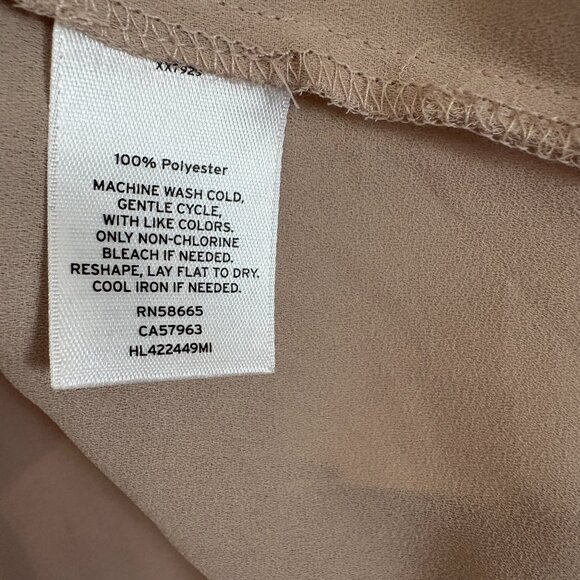 100% Polyester
MACHINE WASH COLD,
GENTLE CYCLE,
WITH LIKE COLORS.
ONLY NON-CHLORINE
BLEACH IF NEEDED.
RESHAPE, LAY FLAT TO DRY.
COOL IRON IF NEEDED.
RN58665
CA57963
HL422449MI